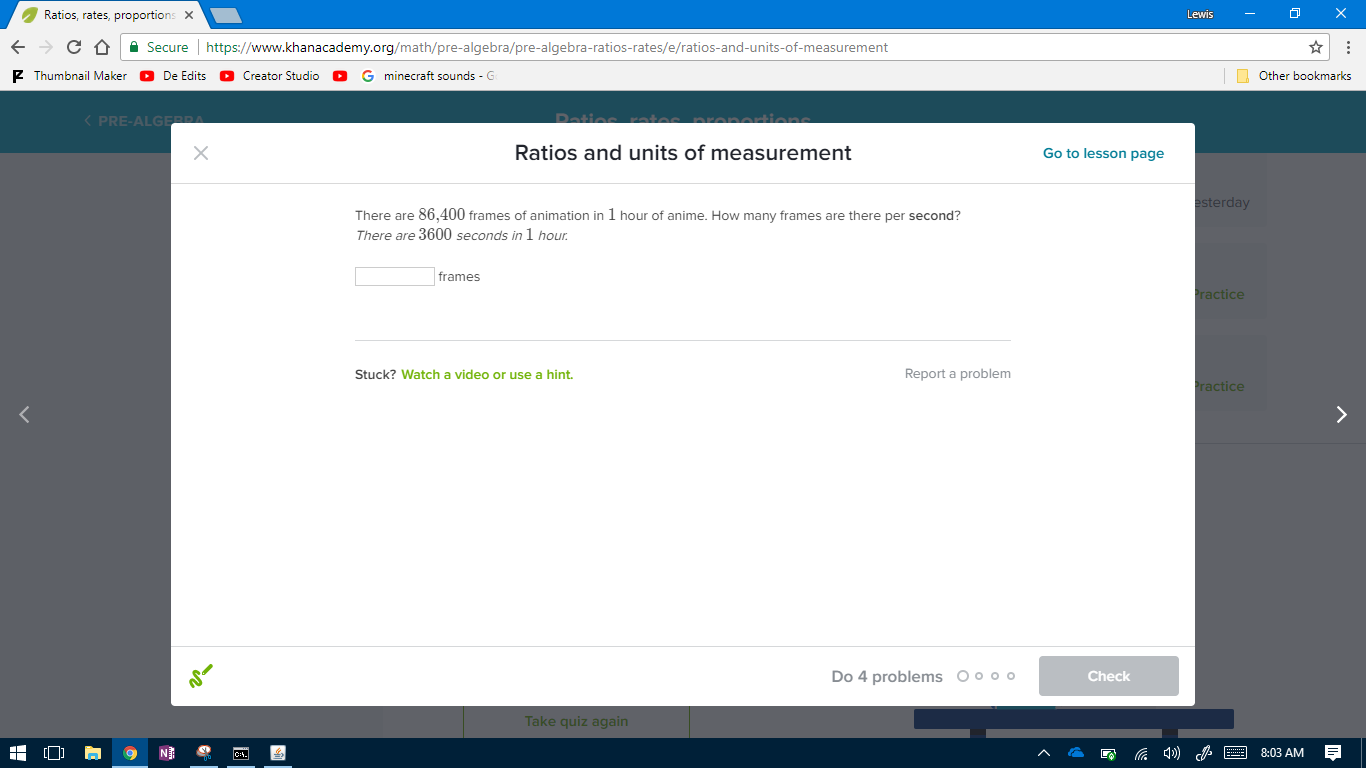 Ratios, rates, proportions
Lewis
Secure
https://www.khanacademy.org/math/pre-algebra/pre-algebra-ratios-rates/e/ratios-and-units-of-measurement
Thumbnail Maker
De Edits
Creator Studio
minecraft sounds - G
Other bookmarks
< PRE-ALGEBRA
Ratios, rates, proportions
Ratios and units of measurement
Go to lesson page
There are 86,400 frames of animation in 1 hour of anime. How many frames are there per second?
There are 3600 seconds in 1 hour.
frames
Stuck? Watch a video or use a hint.
Report a problem
esterday
Practice
Practice
Do 4 problems
Check
Take quiz again
8:03 AM